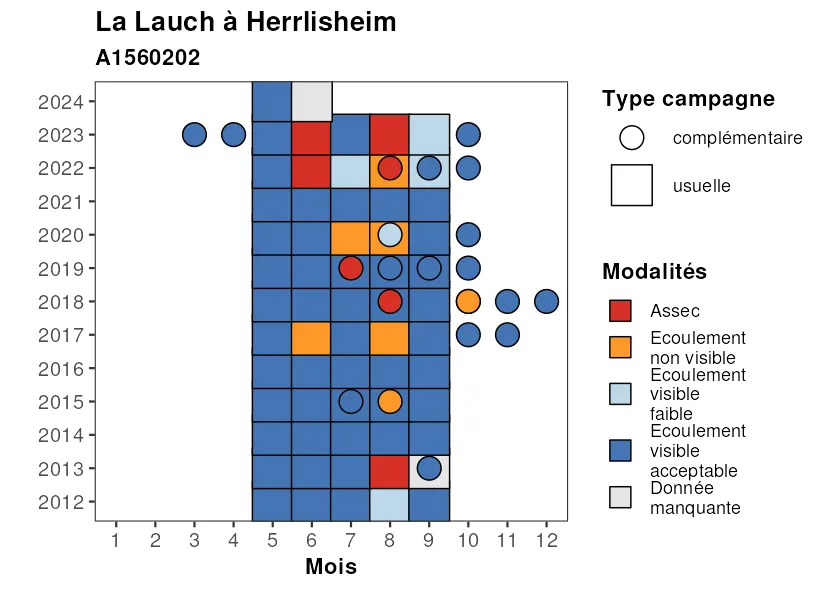 La Lauch à Herrlisheim
A1560202
2024
2023
2022
2021
2020
2019
2018
2017
2016
2015
2014
2013
2012
1 2 3 4 5 6 7 8 9 10 11 12
Mois
Type campagne
complémentaire
usuelle
Modalités
Assec
Ecoulement
non visible
Ecoulement
visible
faible
Ecoulement
visible
acceptable
Donnée
manquante